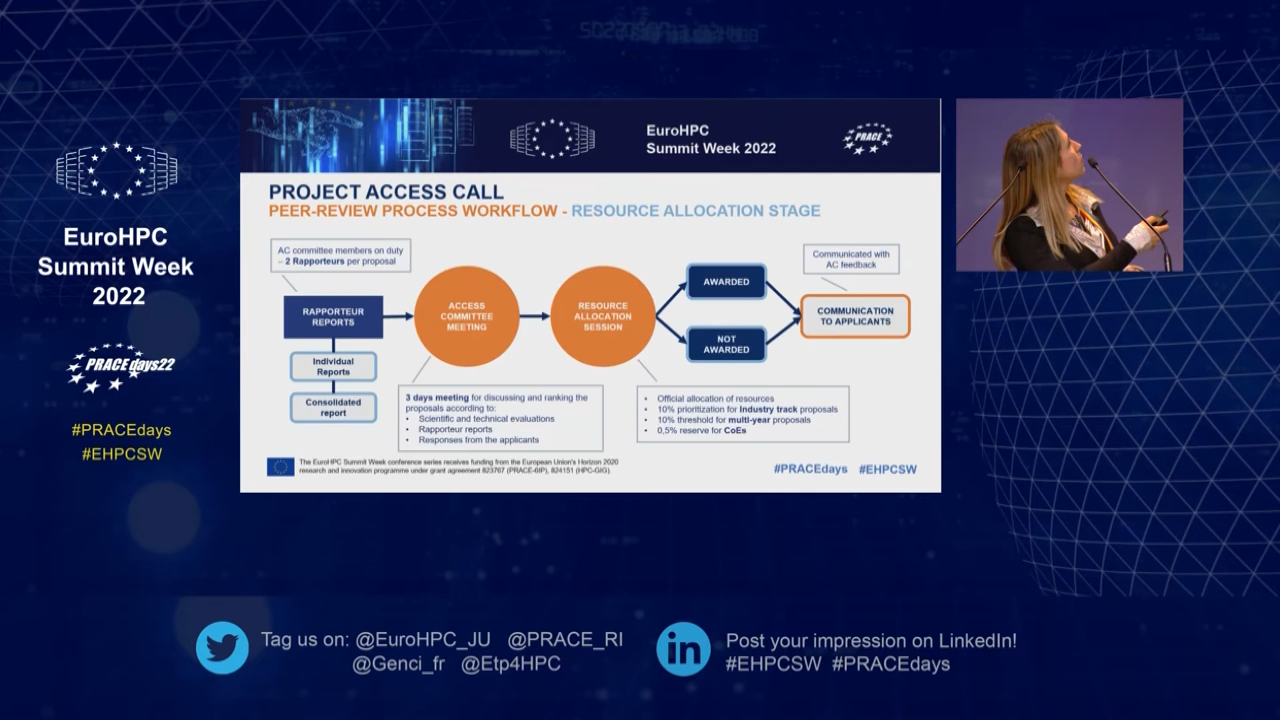 EuroHPC
Summit Week
2022
PRACEdays22
#PRACEdays
#EHPCSW
EuroHPC
Summit Week 2022
PRACE
PROJECT ACCESS CALL
PEER-REVIEW PROCESS WORKFLOW - RESOURCE ALLOCATION STAGE
AC committee members on duty
– 2 Rapporteurs per proposal
RAPPORTEUR
REPORTS
Individual
Reports
Consolidated
report
ACCESS
COMMITTEE
MEETING
3 days meeting for discussing and ranking the
proposals according to:
• Scientific and technical evaluations
• Rapporteur reports
• Responses from the applicants
RESOURCE
ALLOCATION
SESSION
• Official allocation of resources
• 10% prioritization for Industry track proposals
• 10% threshold for multi-year proposals
• 0,5% reserve for CoEs
AWARDED
NOT
AWARDED
Communicated with
AC feedback
COMMUNICATION
TO APPLICANTS
The EuroHPC Summit Week conference series receives funding from the European Union's Horizon 2020
research and innovation programme under grant agreement 823767 (PRACE-6IP), 824151 (HPC-GIG)
#PRACEdays #EHPCSW
Tag us on: @EuroHPC_JU @PRACE_RI
@Genci_fr @Etp4HPC
in
Post your impression on LinkedIn!
#EHPCSW #PRACEdays